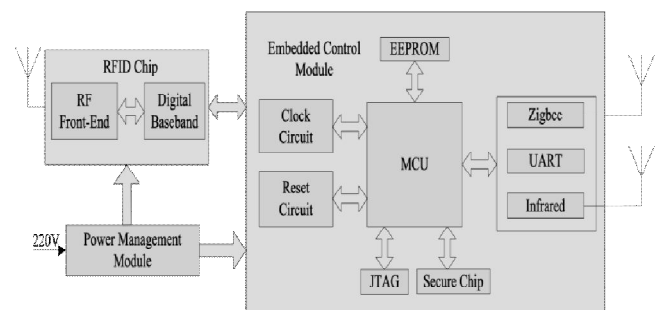 RFID Chip
RF
Front-End
Digital
Baseband
220V
Power Management
Module
Embedded Control
Module
EEPROM
Clock
Circuit
Reset
Circuit
MCU
JTAG
Secure Chip
Zigbee
UART
Infrared